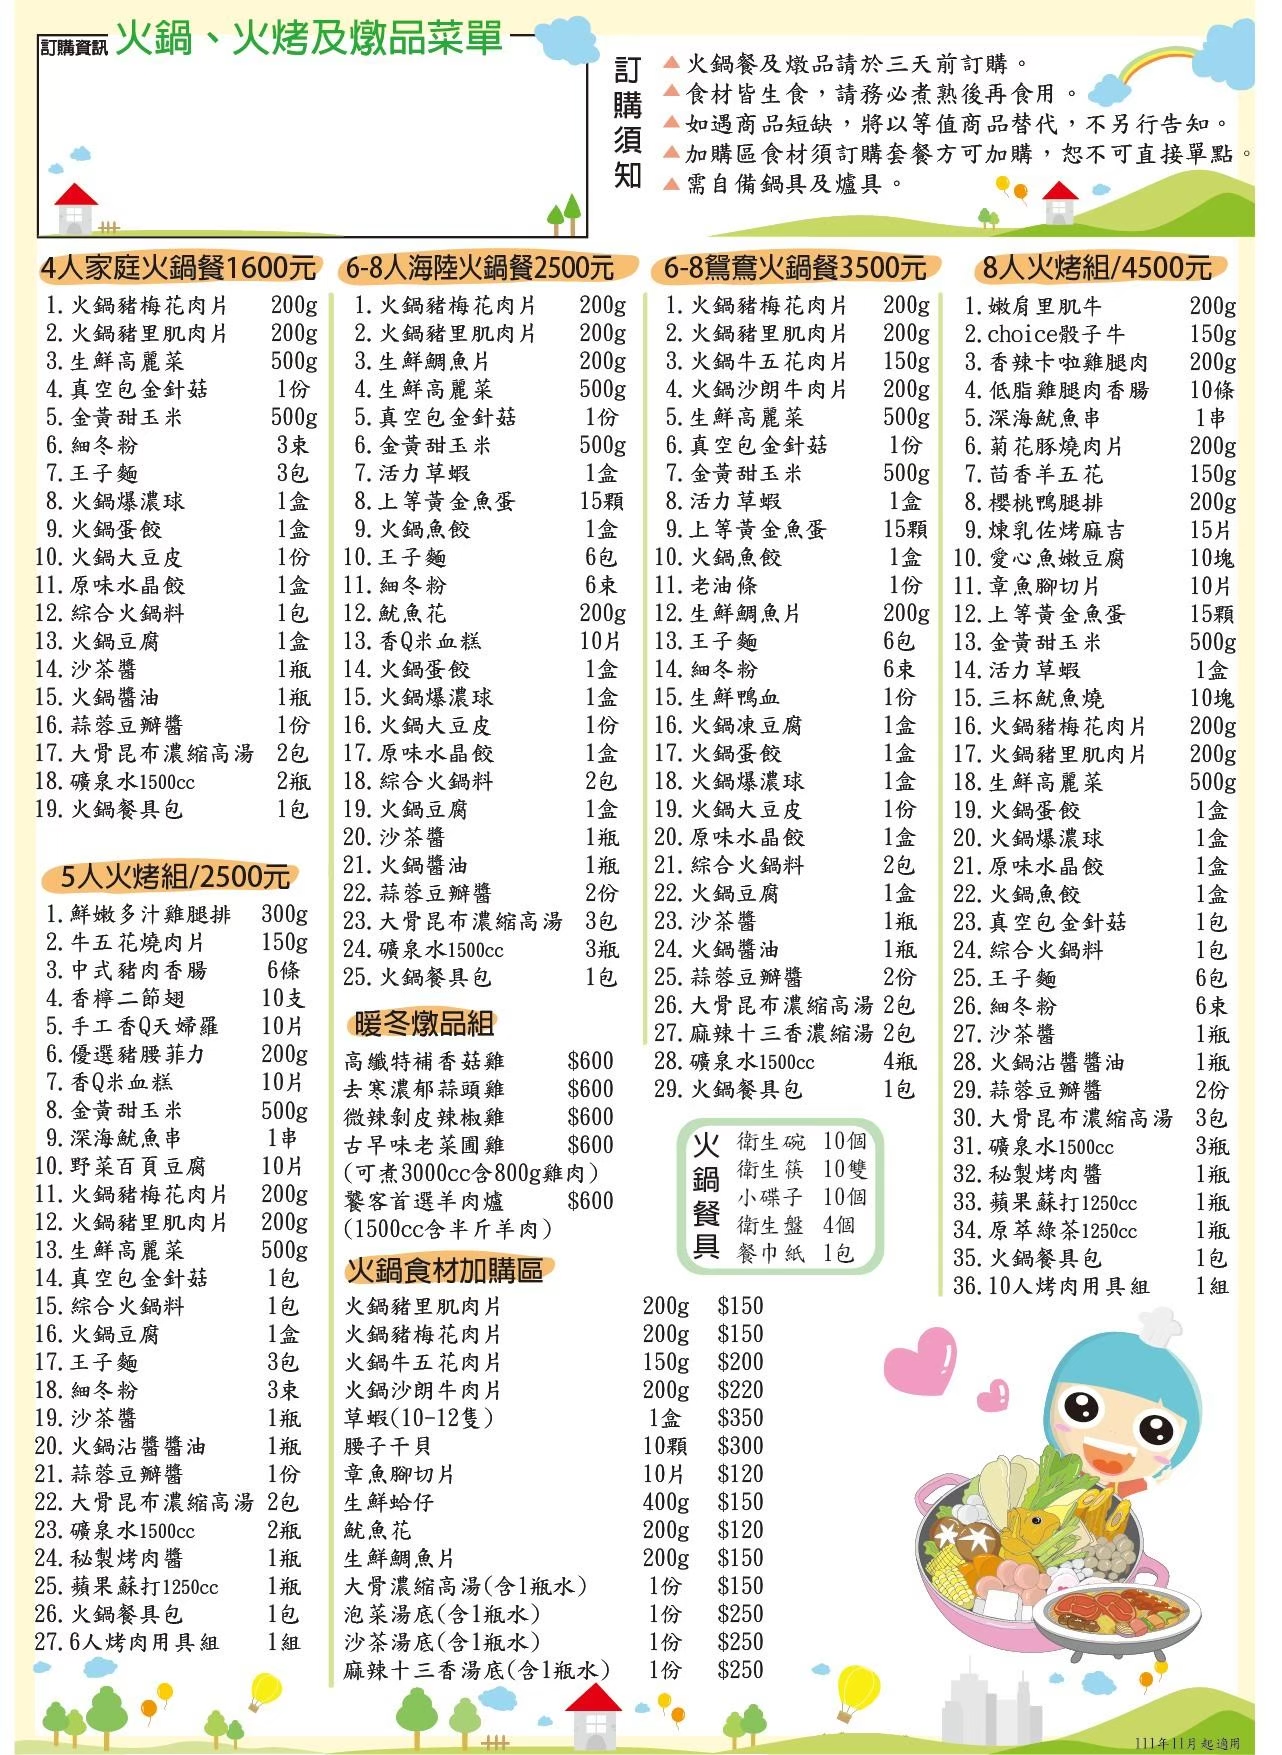 訂購資訊
火鍋、火烤及燉品菜單
訂購須知
▲火鍋餐及燉品請於三天前訂購。
▲食材皆生食，請務必煮熟後再食用。
▲如遇商品短缺，將以等值商品替代，不另行告知。
▲加購區食材須訂購套餐方可加購，恕不可直接單點。
▲需自備鍋具及爐具。
4人家庭火鍋餐1600元
1. 火鍋豬梅花肉片 200g
2. 火鍋豬里肌肉片 200g
3. 生鮮高麗菜 500g
4. 真空包金針菇 1份
5. 金黃甜玉米 500g
6. 細冬粉 3束
7. 王子麵 3包
8. 火鍋爆濃球 1盒
9. 火鍋蛋餃 1盒
10. 火鍋大豆皮 1份
11. 原味水晶餃 1盒
12. 綜合火鍋料 1包
13. 火鍋豆腐 1盒
14. 沙茶醬 1瓶
15. 火鍋醬油 1瓶
16. 蒜蓉豆瓣醬 1份
17. 大骨昆布濃縮高湯 2包
18. 礦泉水1500cc 2瓶
19. 火鍋餐具包 1包
5人火烤組/2500元
1. 鮮嫩多汁雞腿排 300g
2. 牛五花燒肉片 150g
3. 中式豬肉香腸 6條
4. 香檸二節翅 10支
5. 手工香Q天婦羅 10片
6. 優選豬腰菲力 200g
7. 香Q米血糕 10片
8. 金黃甜玉米 500g
9. 深海魷魚串 1串
10. 野菜百頁豆腐 10片
11. 火鍋豬梅花肉片 200g
12. 火鍋豬里肌肉片 200g
13. 生鮮高麗菜 500g
14. 真空包金針菇 1包
15. 綜合火鍋料 1包
16. 火鍋豆腐 1盒
17. 王子麵 3包
18. 細冬粉 3束
19. 沙茶醬 1瓶
20. 火鍋沾醬醬油 1瓶
21. 蒜蓉豆瓣醬 1份
22. 大骨昆布濃縮高湯 2包
23. 礦泉水1500cc 2瓶
24. 秘製烤肉醬 1瓶
25. 蘋果蘇打1250cc 1瓶
26. 火鍋餐具包 1包
27. 6人烤肉用具組 1組
6-8人海陸火鍋餐2500元
1. 火鍋豬梅花肉片 200g
2. 火鍋豬里肌肉片 200g
3. 生鮮鯛魚片 200g
4. 生鮮高麗菜 500g
5. 真空包金針菇 1份
6. 金黃甜玉米 500g
7. 活力草蝦 1盒
8. 上等黃金魚蛋 15顆
9. 火鍋魚餃 1盒
10. 王子麵 6包
11. 細冬粉 6束
12. 魷魚花 200g
13. 香Q米血糕 10片
14. 火鍋蛋餃 1盒
15. 火鍋爆濃球 1盒
16. 火鍋大豆皮 1份
17. 原味水晶餃 1盒
18. 綜合火鍋料 2包
19. 火鍋豆腐 1盒
20. 沙茶醬 1瓶
21. 火鍋醬油 1瓶
22. 蒜蓉豆瓣醬 2份
23. 大骨昆布濃縮高湯 3包
24. 礦泉水1500cc 3瓶
25. 火鍋餐具包 1包
暖冬燉品組
高纖特補香菇雞 $600
去寒濃郁蒜頭雞 $600
微辣剝皮辣椒雞 $600
古早味老菜圃雞 $600
(可煮3000cc含800g雞肉)
饕客首選羊肉爐 $600
(1500cc含半斤羊肉)
火鍋食材加購區
火鍋豬里肌肉片 200g $150
火鍋豬梅花肉片 200g $150
火鍋牛五花肉片 150g $200
火鍋沙朗牛肉片 200g $220
草蝦(10-12隻) 1盒 $350
腰子干貝 10顆 $300
章魚腳切片 10片 $120
生鮮蛤仔 400g $150
魷魚花 200g $120
生鮮鯛魚片 200g $150
大骨濃縮高湯(含1瓶水) 1份 $150
泡菜湯底(含1瓶水) 1份 $250
沙茶湯底(含1瓶水) 1份 $250
麻辣十三香湯底(含1瓶水) 1份 $250
6-8鴛鴦火鍋餐3500元
1. 火鍋豬梅花肉片 200g
2. 火鍋豬里肌肉片 200g
3. 火鍋牛五花肉片 150g
4. 火鍋沙朗牛肉片 200g
5. 生鮮高麗菜 500g
6. 真空包金針菇 1份
7. 金黃甜玉米 500g
8. 活力草蝦 1盒
9. 上等黃金魚蛋 15顆
10. 火鍋魚餃 1盒
11. 老油條 1份
12. 生鮮鯛魚片 200g
13. 王子麵 6包
14. 細冬粉 6束
15. 生鮮鴨血 1份
16. 火鍋凍豆腐 1盒
17. 火鍋蛋餃 1盒
18. 火鍋爆濃球 1盒
19. 火鍋大豆皮 1份
20. 原味水晶餃 1盒
21. 綜合火鍋料 2包
22. 火鍋豆腐 1盒
23. 沙茶醬 1瓶
24. 火鍋醬油 1瓶
25. 蒜蓉豆瓣醬 2份
26. 大骨昆布濃縮高湯 2包
27. 麻辣十三香濃縮湯 2包
28. 礦泉水1500cc 4瓶
29. 火鍋餐具包 1包
火鍋餐具
衛生碗 10個
衛生筷 10雙
小碟子 10個
衛生盤 4個
餐巾紙 1包
8人火烤組/4500元
1. 嫩肩里肌牛 200g
2. choice骰子牛 150g
3. 香辣卡啦雞腿肉 200g
4. 低脂雞腿肉香腸 10條
5. 深海魷魚串 1串
6. 菊花豚燒肉片 200g
7. 茴香羊五花 150g
8. 櫻桃鴨腿排 200g
9. 煉乳佐烤麻吉 15片
10. 愛心魚嫩豆腐 10塊
11. 章魚腳切片 10片
12. 上等黃金魚蛋 15顆
13. 金黃甜玉米 500g
14. 活力草蝦 1盒
15. 三杯魷魚燒 10塊
16. 火鍋豬梅花肉片 200g
17. 火鍋豬里肌肉片 200g
18. 生鮮高麗菜 500g
19. 火鍋蛋餃 1盒
20. 火鍋爆濃球 1盒
21. 原味水晶餃 1盒
22. 火鍋魚餃 1盒
23. 真空包金針菇 1包
24. 綜合火鍋料 1包
25. 王子麵 6包
26. 細冬粉 6束
27. 沙茶醬 1瓶
28. 火鍋沾醬醬油 1瓶
29. 蒜蓉豆瓣醬 2份
30. 大骨昆布濃縮高湯 3包
31. 礦泉水1500cc 3瓶
32. 秘製烤肉醬 1瓶
33. 蘋果蘇打1250cc 1瓶
34. 原萃綠茶1250cc 1瓶
35. 火鍋餐具包 1包
36. 10人烤肉用具組 1組
111年11月起適用